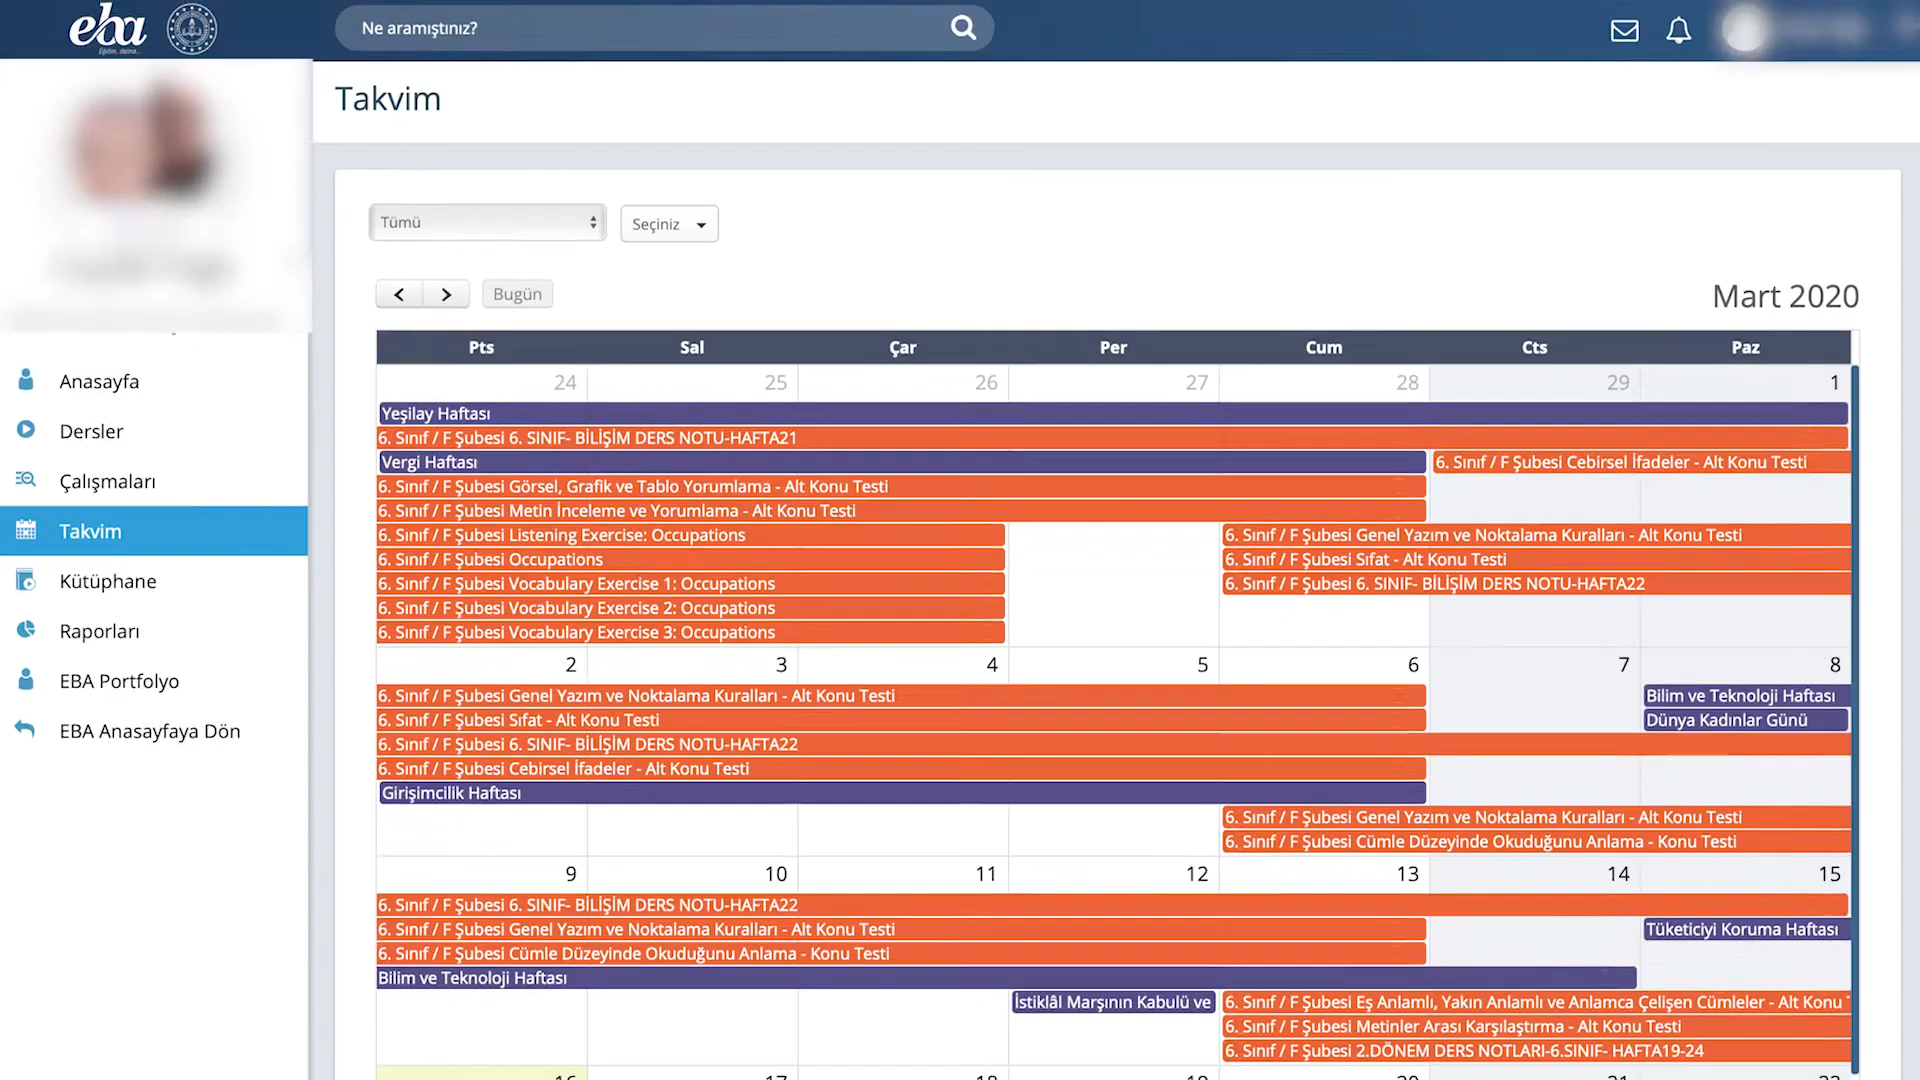 eba
Eğitim, daima...
Ne aramıştınız?
Takvim
Anasayfa
Dersler
Çalışmaları
Takvim
Kütüphane
Raporları
EBA Portfolyo
EBA Anasayfaya Dön
Tümü
Seçiniz
Bugün
Mart 2020
Pts Sal Çar Per Cum Cts Paz
24 25 26 27 28 29 1
Yeşilay Haftası
6. Sınıf / F Şubesi 6. SINIF- BİLİŞİM DERS NOTU-HAFTA21
Vergi Haftası
6. Sınıf / F Şubesi Cebirsel İfadeler - Alt Konu Testi
6. Sınıf / F Şubesi Görsel, Grafik ve Tablo Yorumlama - Alt Konu Testi
6. Sınıf / F Şubesi Metin İnceleme ve Yorumlama - Alt Konu Testi
6. Sınıf / F Şubesi Listening Exercise: Occupations
6. Sınıf / F Şubesi Genel Yazım ve Noktalama Kuralları - Alt Konu Testi
6. Sınıf / F Şubesi Occupations
6. Sınıf / F Şubesi Sıfat - Alt Konu Testi
6. Sınıf / F Şubesi Vocabulary Exercise 1: Occupations
6. Sınıf / F Şubesi 6. SINIF- BİLİŞİM DERS NOTU-HAFTA22
6. Sınıf / F Şubesi Vocabulary Exercise 2: Occupations
6. Sınıf / F Şubesi Vocabulary Exercise 3: Occupations
2 3 4 5 6 7 8
6. Sınıf / F Şubesi Genel Yazım ve Noktalama Kuralları - Alt Konu Testi
Bilim ve Teknoloji Haftası
6. Sınıf / F Şubesi Sıfat - Alt Konu Testi
Dünya Kadınlar Günü
6. Sınıf / F Şubesi 6. SINIF- BİLİŞİM DERS NOTU-HAFTA22
6. Sınıf / F Şubesi Cebirsel İfadeler - Alt Konu Testi
Girişimcilik Haftası
6. Sınıf / F Şubesi Genel Yazım ve Noktalama Kuralları - Alt Konu Testi
6. Sınıf / F Şubesi Cümle Düzeyinde Okuduğunu Anlama - Konu Testi
9 10 11 12 13 14 15
6. Sınıf / F Şubesi 6. SINIF- BİLİŞİM DERS NOTU-HAFTA22
6. Sınıf / F Şubesi Genel Yazım ve Noktalama Kuralları - Alt Konu Testi
Tüketiciyi Koruma Haftası
6. Sınıf / F Şubesi Cümle Düzeyinde Okuduğunu Anlama - Konu Testi
Bilim ve Teknoloji Haftası
İstiklâl Marşının Kabulü ve
6. Sınıf / F Şubesi Eş Anlamlı, Yakın Anlamlı ve Anlamca Çelişen Cümleler - Alt Konu
6. Sınıf / F Şubesi Metinler Arası Karşılaştırma - Alt Konu Testi
6. Sınıf / F Şubesi 2.DÖNEM DERS NOTLARI-6.SINIF- HAFTA19-24